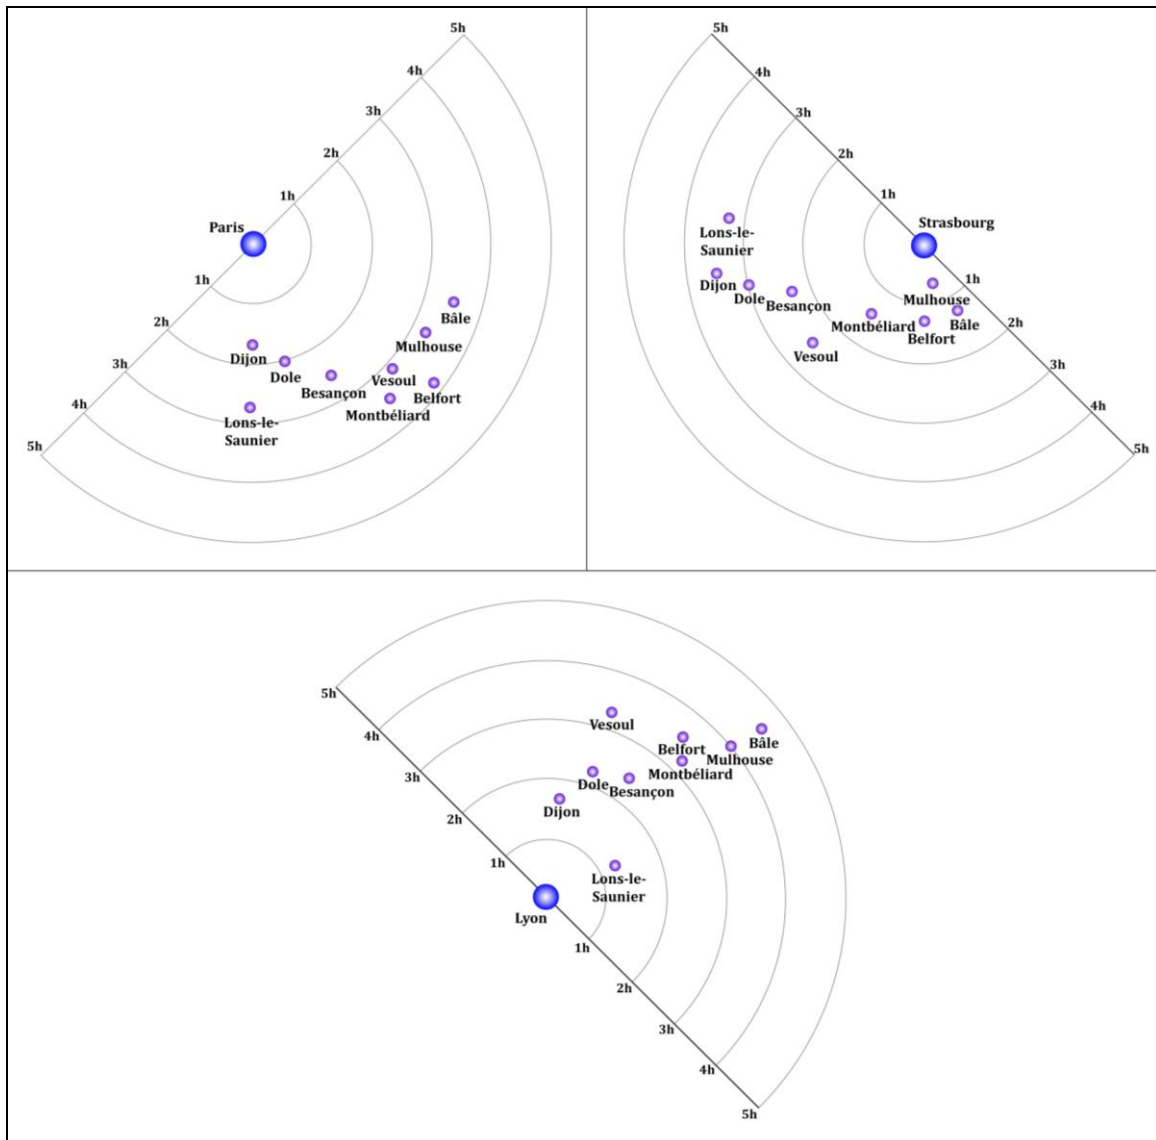 5h
4h
3h
2h
1h
Paris
1h
2h
3h
4h
5h
Bâle
Mulhouse
Dijon
Dole
Besançon
Vesoul
Belfort
Montbéliard
Lons-le-
Saunier
5h
4h
3h
2h
1h
Strasbourg
1h
2h
3h
4h
5h
Lons-le-
Saunier
Dijon
Dole
Besançon
Mulhouse
Montbéliard
Bâle
Belfort
Vesoul
5h
4h
3h
2h
1h
Lyon
1h
2h
3h
4h
5h
Vesoul
Belfort
Bâle
Mulhouse
Montbéliard
Dole
Besançon
Dijon
Lons-le-
Saunier